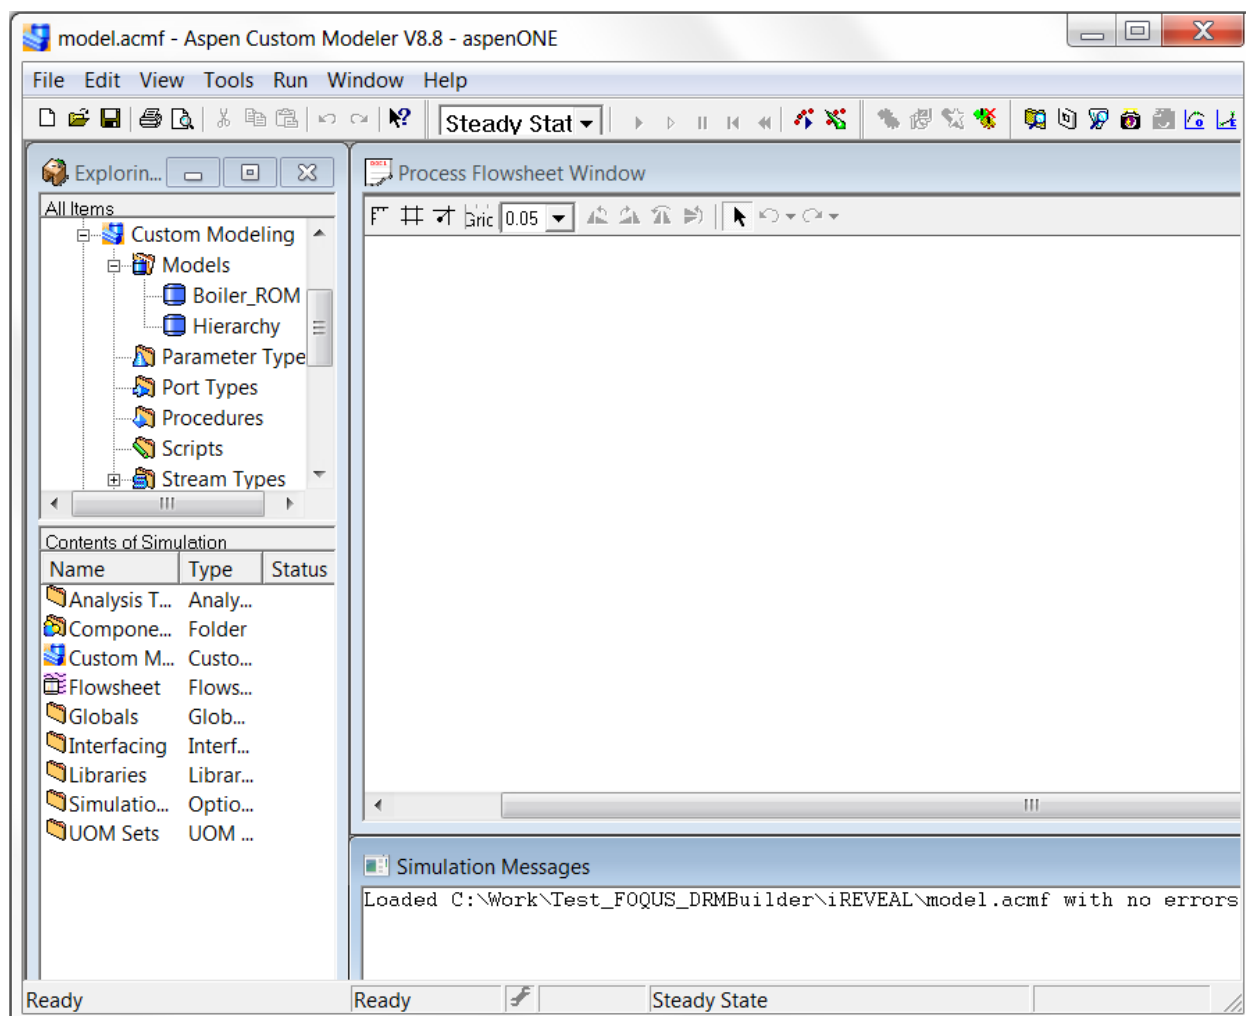 model.acmf - Aspen Custom Modeler V8.8 - aspenONE
File Edit View Tools Run Window Help
Steady Stat
Explorin...
Process Flowsheet Window
All Items
0.05
Custom Modeling
Models
Boiler_ROM
Hierarchy
Parameter Type
Port Types
Procedures
Scripts
Stream Types
Contents of Simulation
Name Type Status
Analysis T... Analy...
Compone... Folder
Custom M... Custo...
Flowsheet Flows...
Globals Glob...
Interfacing Interf...
Libraries Librar...
Simulatio... Optio...
UOM Sets UOM ...
Simulation Messages
Loaded C:\Work\Test_FOQUS_DRMBuilder\iREVEAL\model.acmf with no errors
Ready Ready Steady State